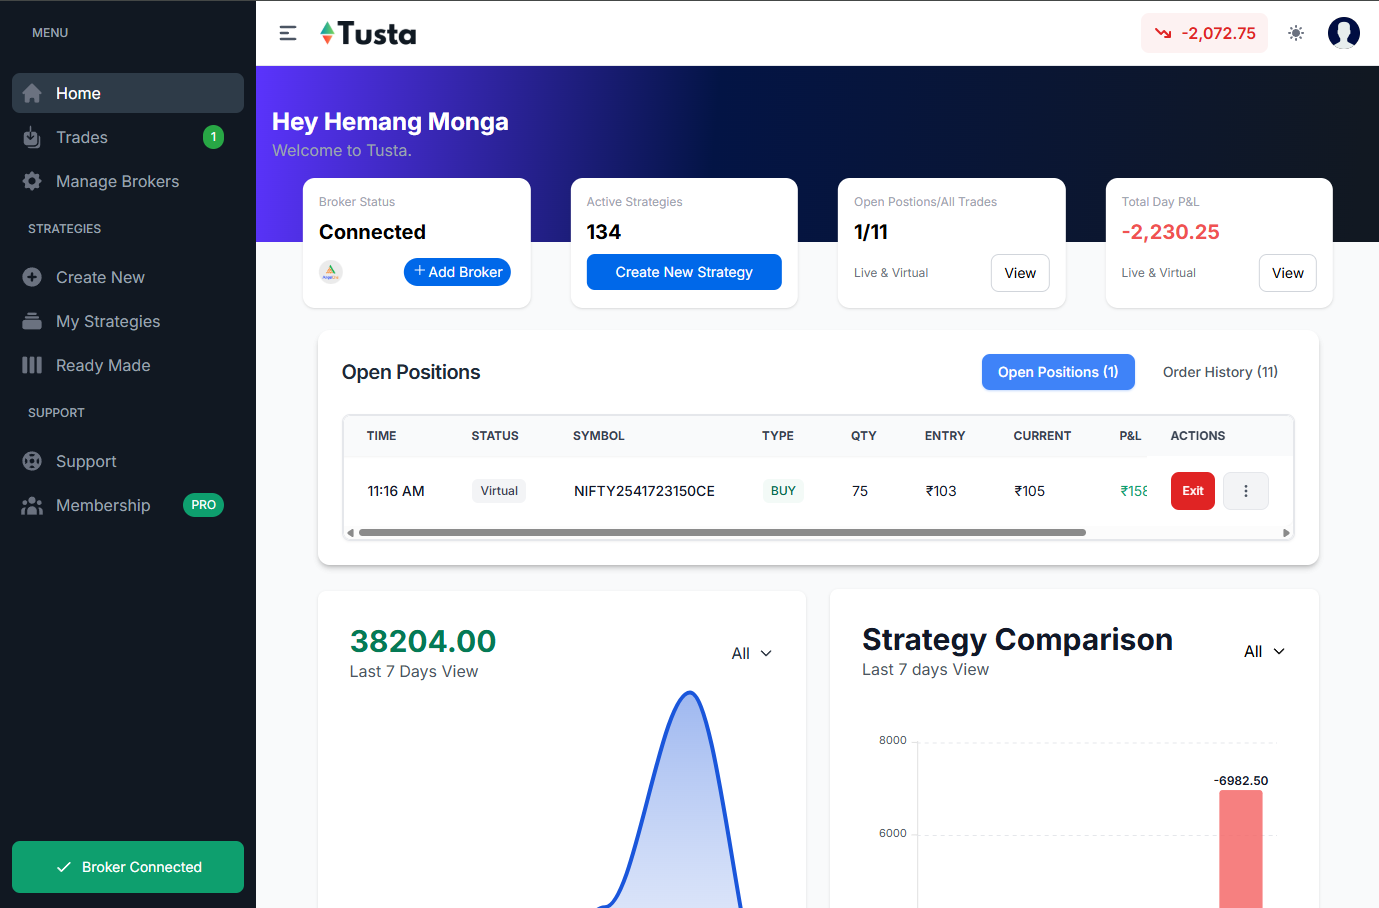 MENU
Home
Trades 1
Manage Brokers
STRATEGIES
Create New
My Strategies
Ready Made
SUPPORT
Support
Membership PRO
Broker Connected
Tusta
-2,072.75
Hey Hemang Monga
Welcome to Tusta.
Broker Status
Connected
+ Add Broker
Active Strategies
134
Create New Strategy
Open Postions/All Trades
1/11
Live & Virtual View
Total Day P&L
-2,230.25
Live & Virtual View
Open Positions Open Positions (1) Order History (11)
TIME STATUS SYMBOL TYPE QTY ENTRY CURRENT P&L ACTIONS
11:16 AM Virtual NIFTY2541723150CE BUY 75 ₹103 ₹105 ₹158 Exit
38204.00
Last 7 Days View
All
Strategy Comparison
Last 7 days View
All
8000
-6982.50
6000